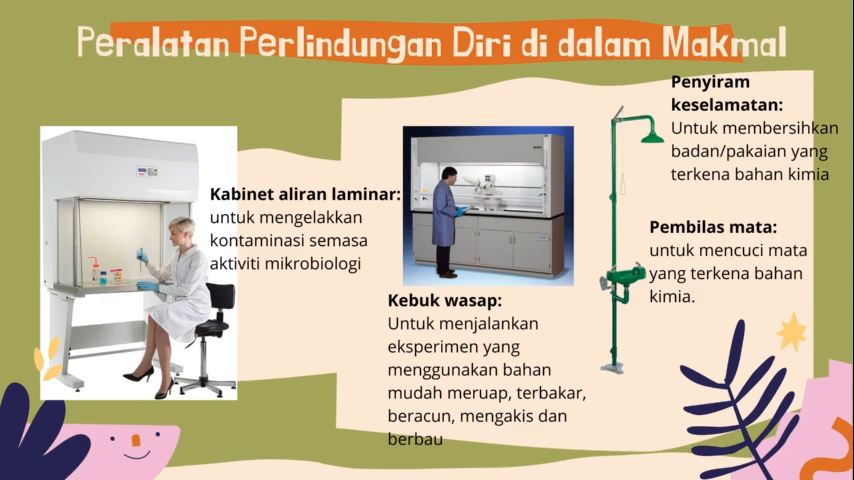 Peralatan Perlindungan Diri di dalam Makmal
Kabinet aliran laminar:
untuk mengelakkan
kontaminasi semasa
aktiviti mikrobiologi
Kebuk wasap:
Untuk menjalankan
eksperimen yang
menggunakan bahan
mudah meruap, terbakar,
beracun, mengakis dan
berbau
Penyiram
keselamatan:
Untuk membersihkan
badan/pakaian yang
terkena bahan kimia
Pembilas mata:
untuk mencuci mata
yang terkena bahan
kimia.